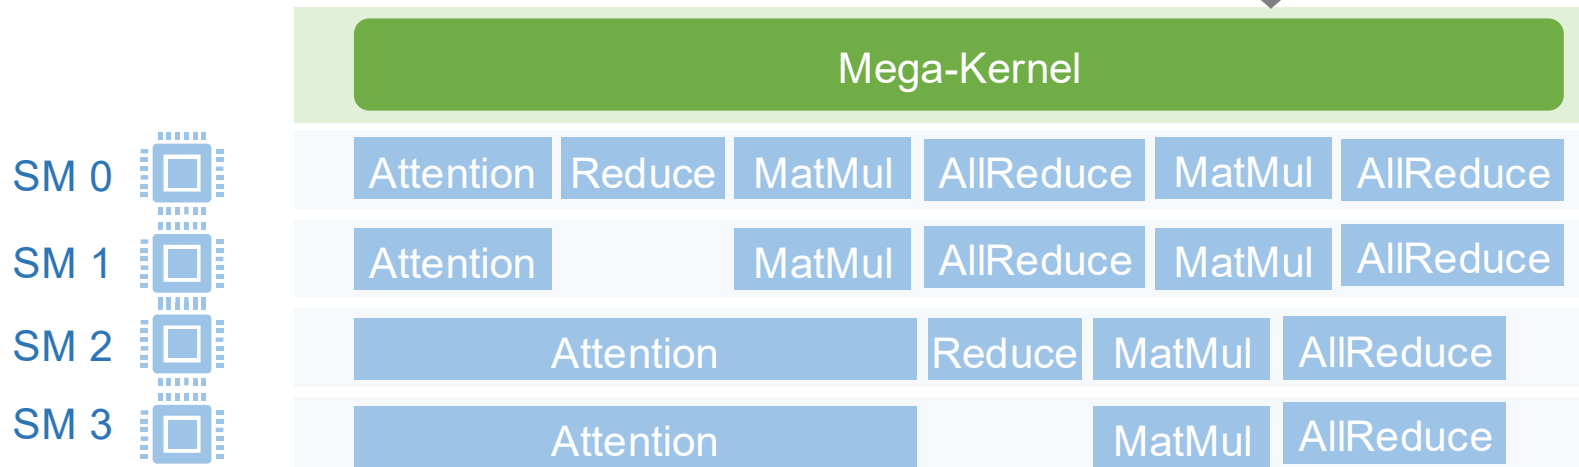 Mega-Kernel
SM 0 Attention Reduce MatMul AllReduce MatMul AllReduce
SM 1 Attention MatMul AllReduce MatMul AllReduce
SM 2 Attention Reduce MatMul AllReduce
SM 3 Attention MatMul AllReduce